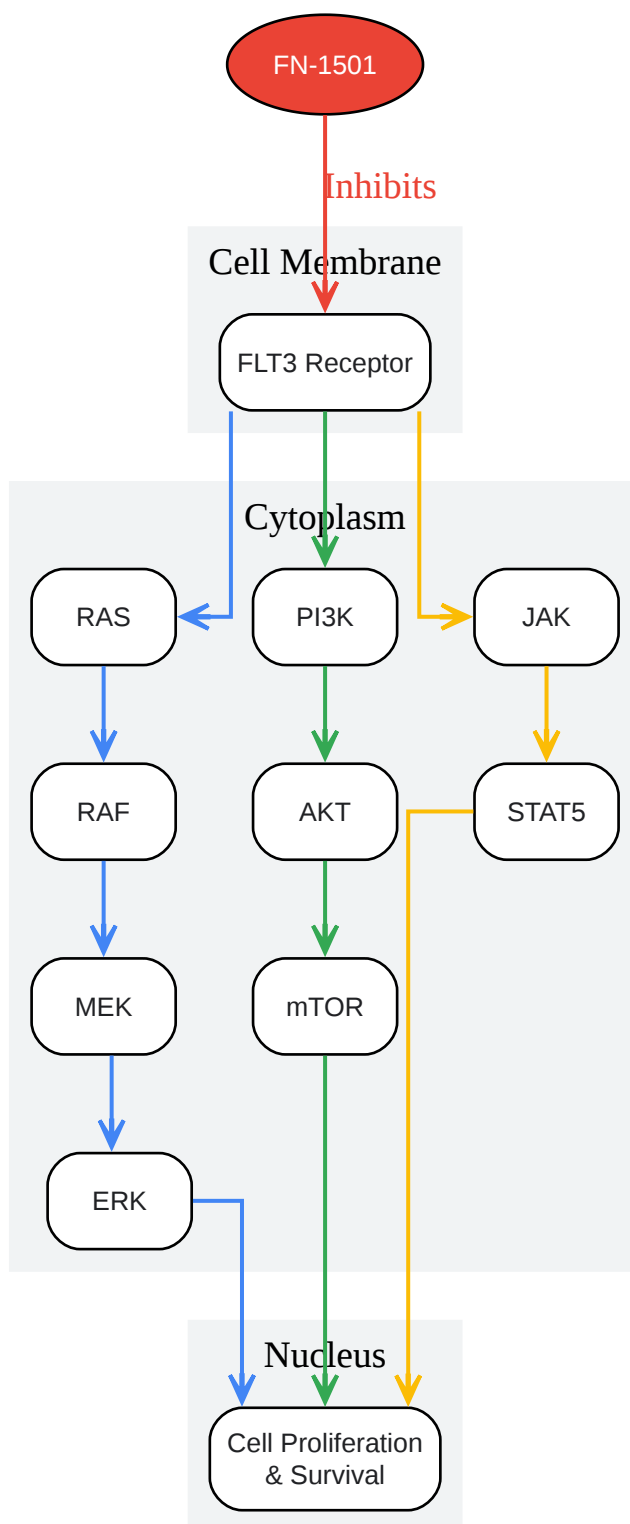 FN-1501
Inhibits
Cell Membrane
FLT3 Receptor
Cytoplasm
RAS
PI3K
JAK
RAF
AKT
STAT5
MEK
mTOR
ERK
Nucleus
Cell Proliferation
& Survival